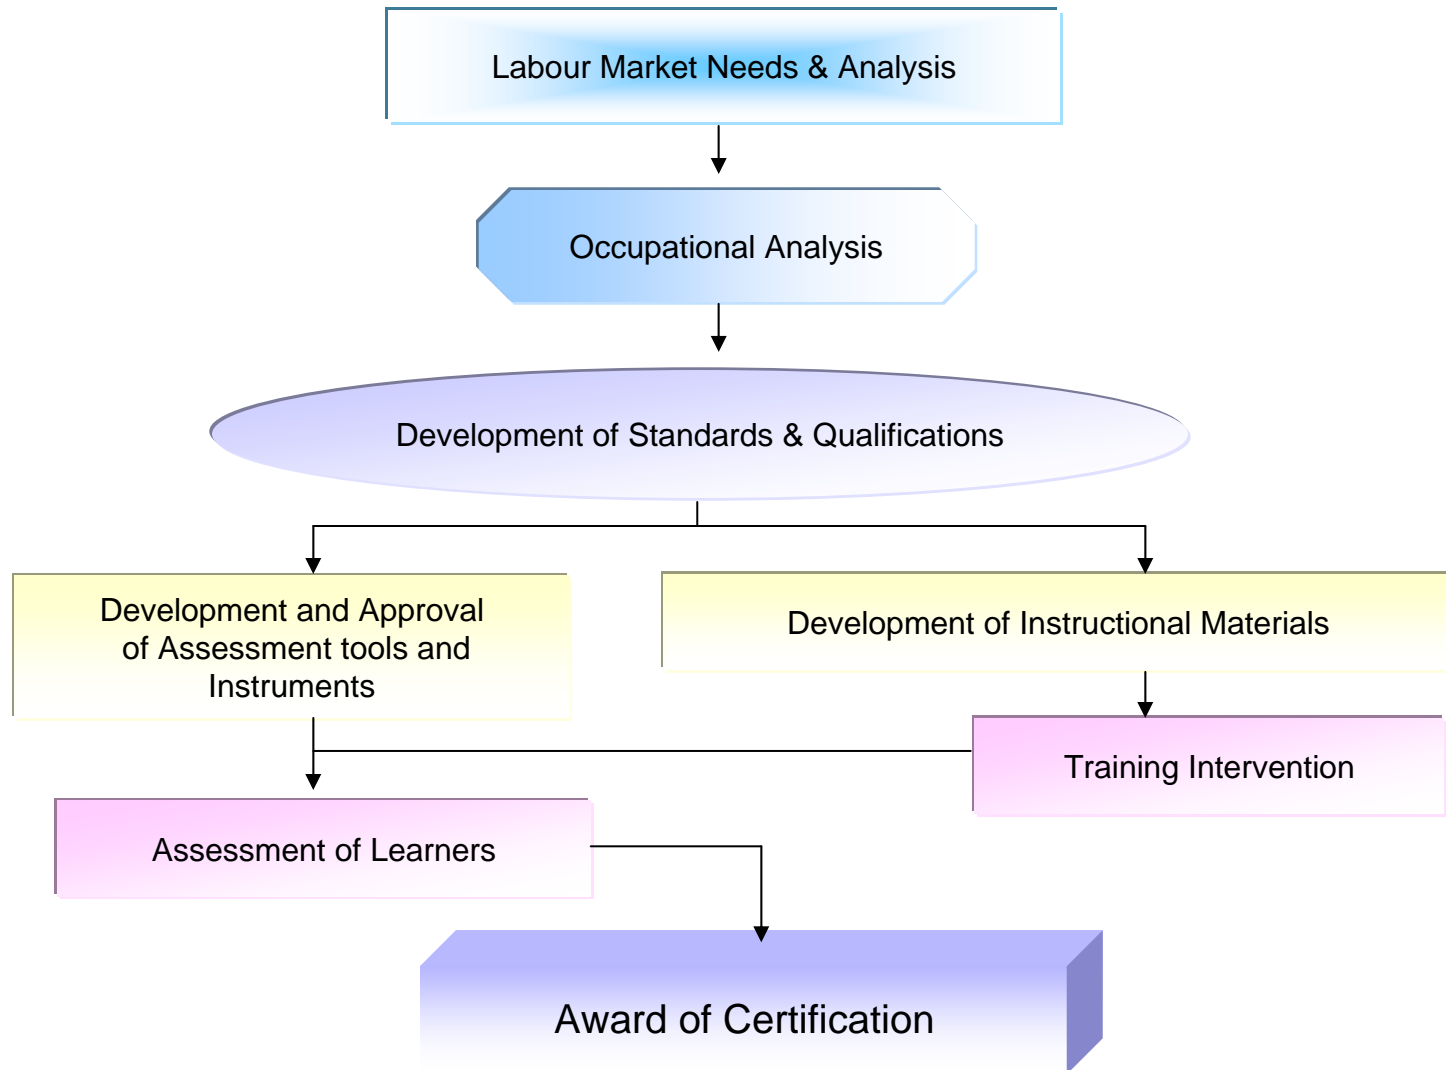 Labour Market Needs & Analysis
Occupational Analysis
Development of Standards & Qualifications
Development and Approval
of Assessment tools and
Instruments
Development of Instructional Materials
Training Intervention
Assessment of Learners
Award of Certification